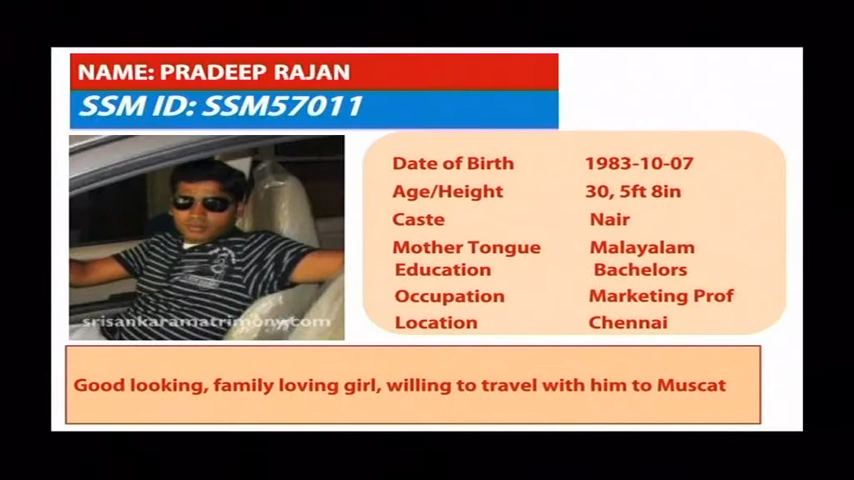 NAME: PRADEEP RAJAN
SSM ID: SSM57011
Date of Birth 1983-10-07
Age/Height 30, 5ft 8in
Caste Nair
Mother Tongue Malayalam
Education Bachelors
Occupation Marketing Prof
Location Chennai
srisankaramatrimony.com
Good looking, family loving girl, willing to travel with him to Muscat